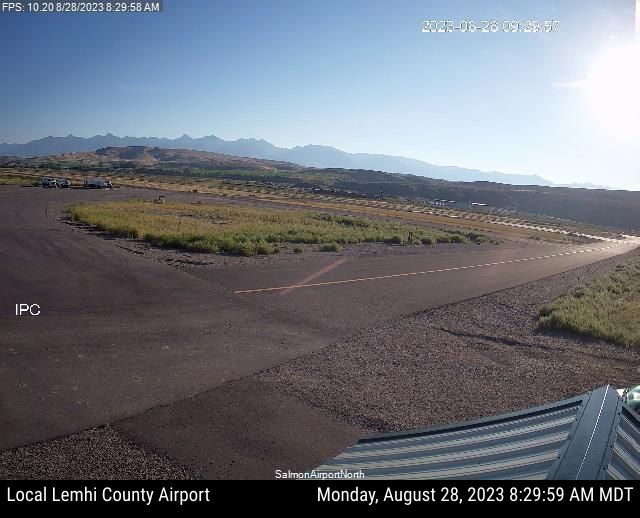 FPS: 10.20 8/28/2023 8:29:58 AM
2023-08-28 09:29:57
IPC
SalmonAirportNorth
Local Lemhi County Airport Monday, August 28, 2023 8:29:59 AM MDT